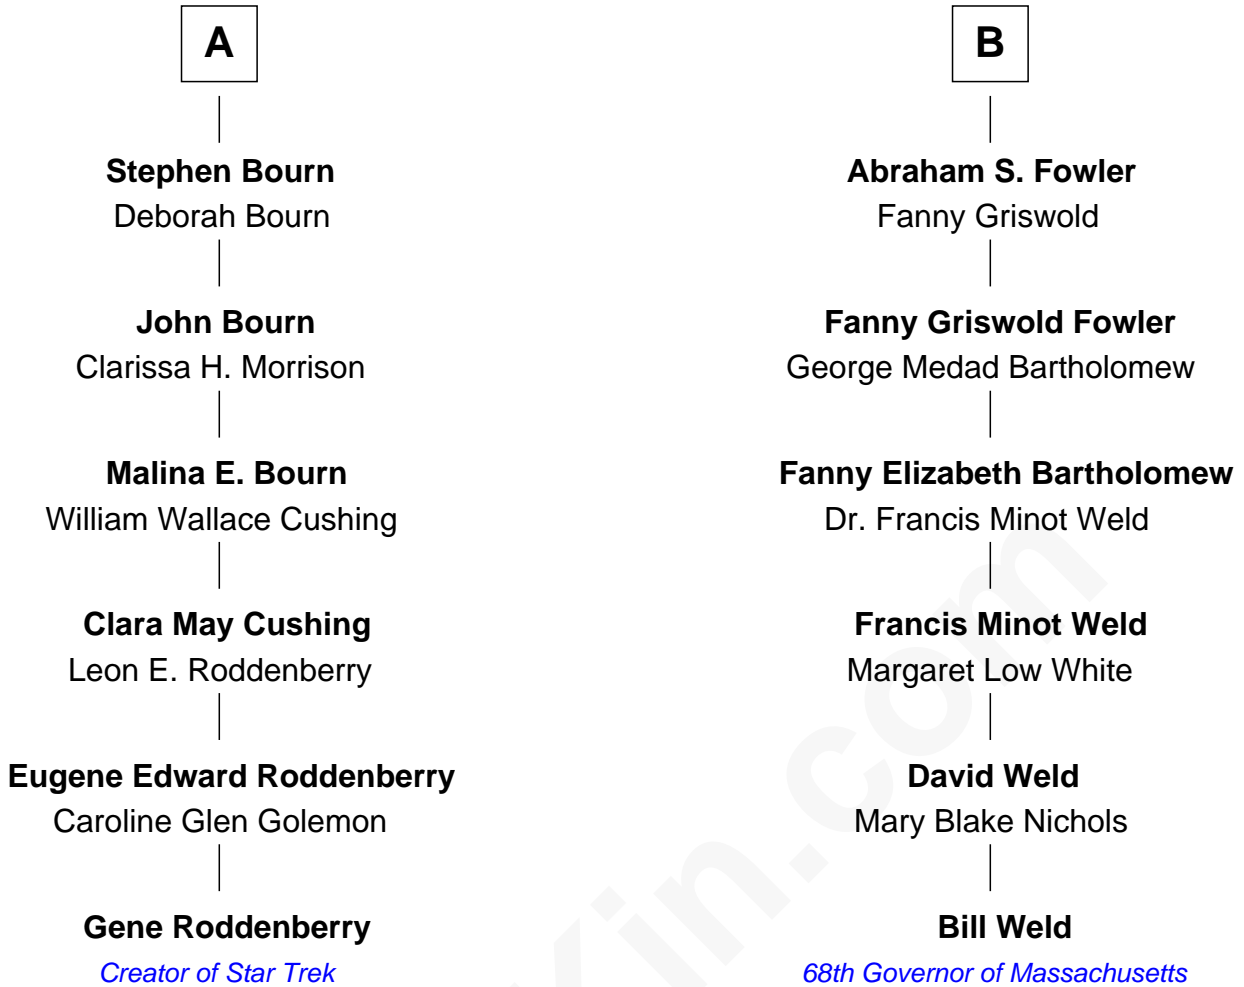 A
Stephen Bourn
Deborah Bourn
John Bourn
Clarissa H. Morrison
Malina E. Bourn
William Wallace Cushing
Clara May Cushing
Leon E. Roddenberry
Eugene Edward Roddenberry
Caroline Glen Golemon
Gene Roddenberry
Creator of Star Trek
B
Abraham S. Fowler
Fanny Griswold
Fanny Griswold Fowler
George Medad Bartholomew
Fanny Elizabeth Bartholomew
Dr. Francis Minot Weld
Francis Minot Weld
Margaret Low White
David Weld
Mary Blake Nichols
Bill Weld
68th Governor of Massachusetts
Kin.com